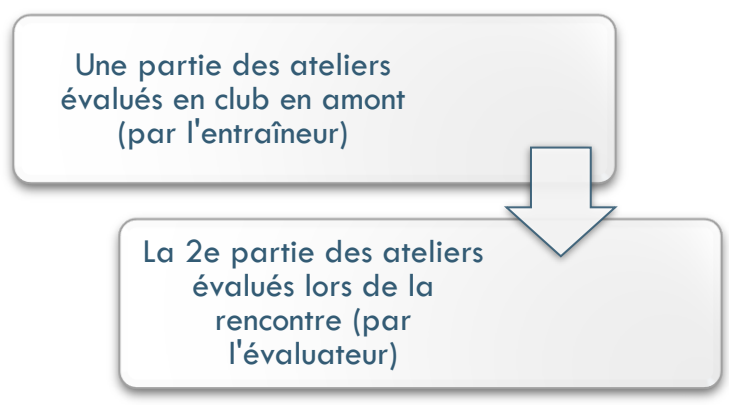 Une partie des ateliers
évalués en club en amont
(par l'entraîneur)
La 2e partie des ateliers
évalués lors de la
rencontre (par
l'évaluateur)